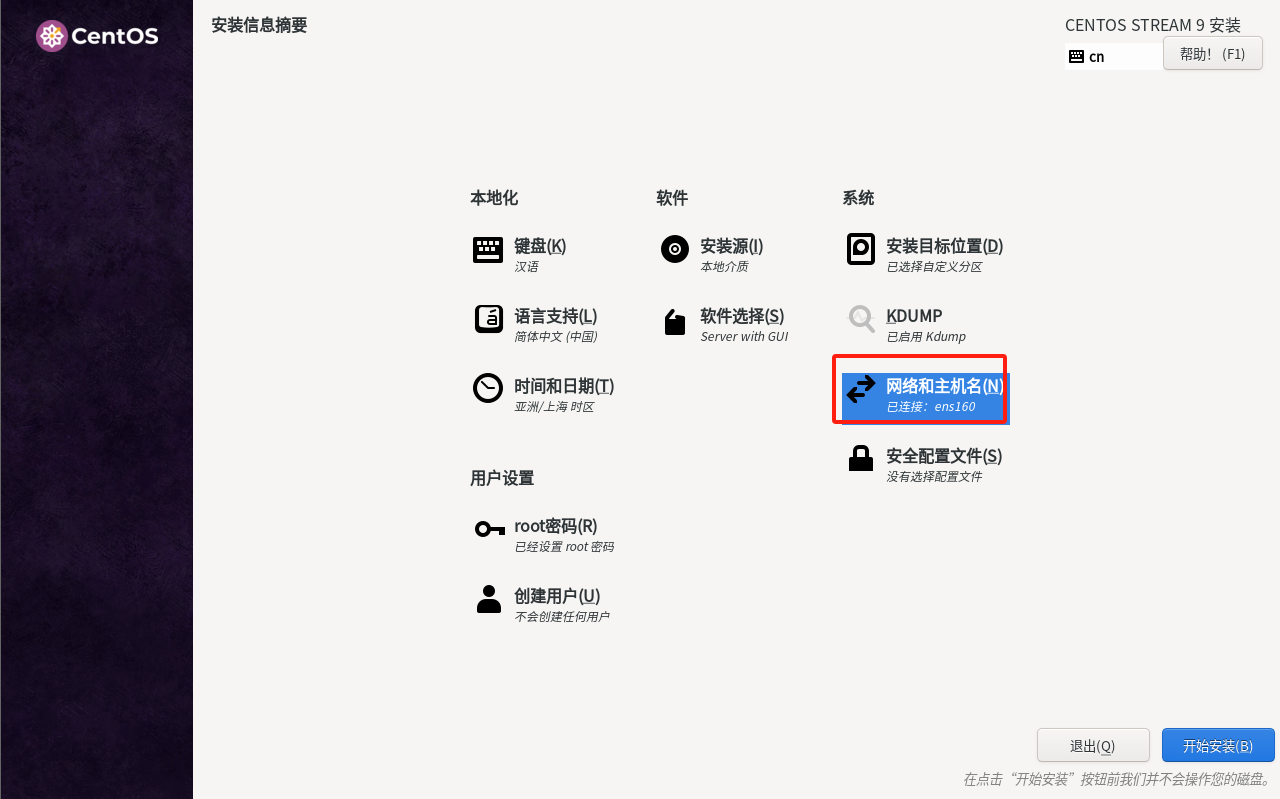 CentOS
安装信息摘要
CENTOS STREAM 9 安装
cn
帮助！ (F1)
本地化
键盘(K)
汉语
语言支持(L)
简体中文 (中国)
时间和日期(T)
亚洲/上海 时区
软件
安装源(I)
本地介质
软件选择(S)
Server with GUI
系统
安装目标位置(D)
已选择自定义分区
KDUMP
已启用 Kdump
网络和主机名(N)
已连接：ens160
安全配置文件(S)
没有选择配置文件
用户设置
root密码(R)
已经设置 root 密码
创建用户(U)
不会创建任何用户
退出(Q)
开始安装(B)
在点击“开始安装”按钮前我们并不会操作您的磁盘。